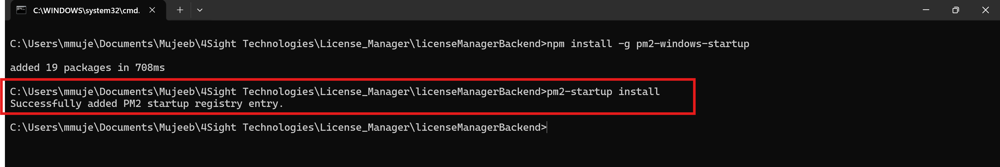 C:\WINDOWS\system32\cmd.
C:\Users\mmuje\Documents\Mujeeb\4Sight Technologies\License_Manager\licenseManagerBackend>npm install -g pm2-windows-startup
added 19 packages in 708ms
C:\Users\mmuje\Documents\Mujeeb\4Sight Technologies\License_Manager\licenseManagerBackend>pm2-startup install
Successfully added PM2 startup registry entry.
C:\Users\mmuje\Documents\Mujeeb\4Sight Technologies\License_Manager\licenseManagerBackend>